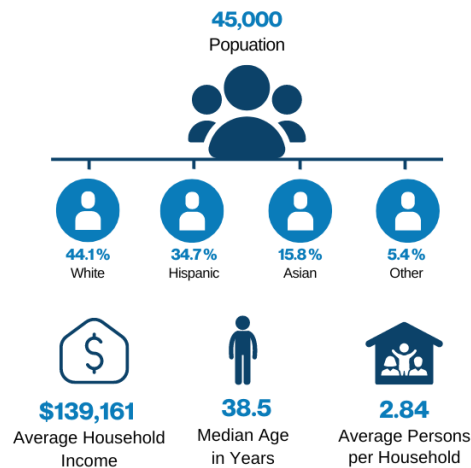 45,000
Popuation
44.1% 34.7% 15.8% 5.4%
White Hispanic Asian Other
$
$139,161
Average Household
Income
38.5
Median Age
in Years
2.84
Average Persons
per Household